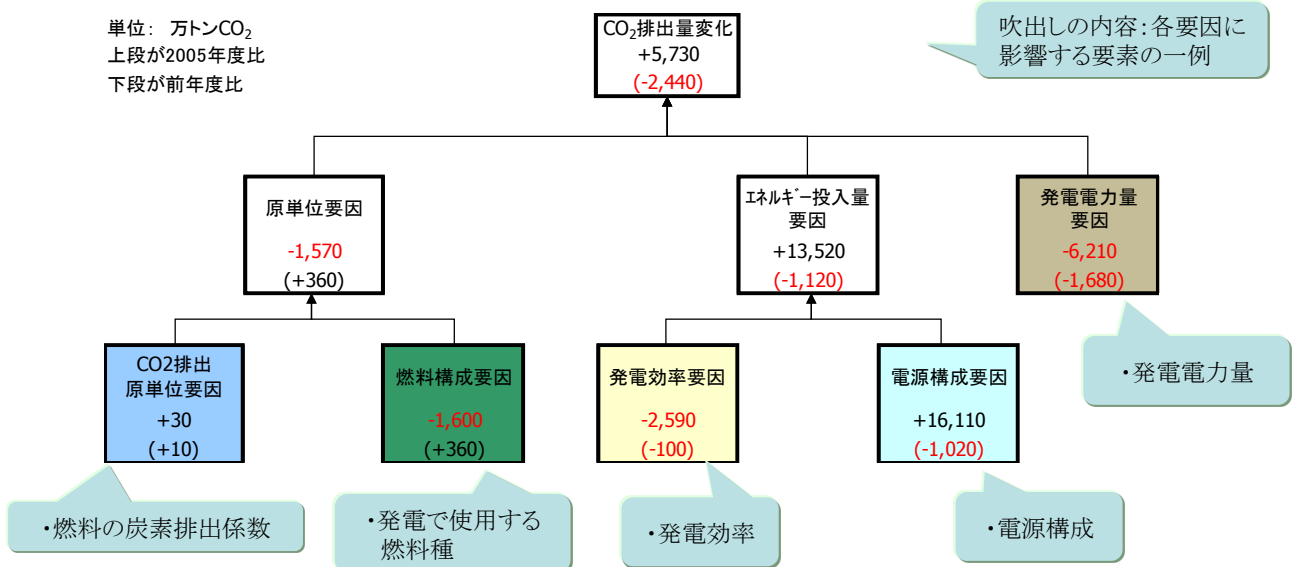 単位： 万トンCO₂
上段が2005年度比
下段が前年度比
CO₂排出量変化
+5,730
(-2,440)
吹出しの内容：各要因に
影響する要素の一例
原単位要因
-1,570
(+360)
ｴﾈﾙｷﾞｰ投入量
要因
+13,520
(-1,120)
発電電力量
要因
-6,210
(-1,680)
CO2排出
原単位要因
+30
(+10)
燃料構成要因
-1,600
(+360)
発電効率要因
-2,590
(-100)
電源構成要因
+16,110
(-1,020)
・発電電力量
・燃料の炭素排出係数
・発電で使用する
燃料種
・発電効率
・電源構成